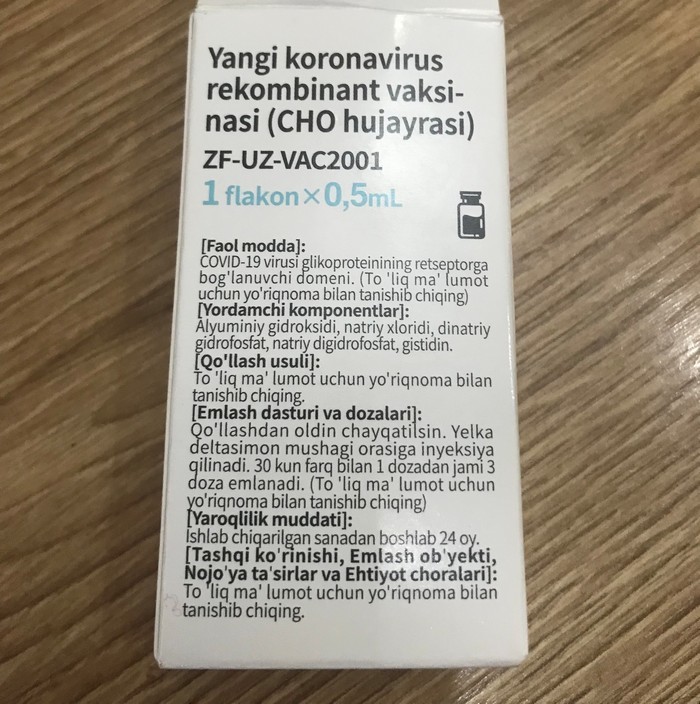 Yangi koronavirus
rekombinant vaksi-
nasi (CHO hujayrasi)
ZF-UZ-VAC2001
1 flakon×0,5mL
[Faol modda]:
COVID-19 virusi glikoproteinining retseptorga
bog'lanuvchi domeni. (To 'liq ma' lumot
uchun yo'riqnoma bilan tanishib chiqing)
[Yordamchi komponentlar]:
Alyuminiy gidroksidi, natriy xloridi, dinatriy
gidrofosfat, natriy digidrofosfat, gistidin.
[Qo'llash usuli]:
To 'liq ma' lumot uchun yo'riqnoma bilan
tanishib chiqing.
[Emlash dasturi va dozalari]:
Qo'llashdan oldin chayqatilsin. Yelka
deltasimon mushagi orasiga inyeksiya
qilinadi. 30 kun farq bilan 1 dozadan jami 3
doza emlanadi. (To 'liq ma' lumot uchun
yo'riqnoma bilan tanishib chiqing)
[Yaroqlilik muddati]:
Ishlab chiqarilgan sanadan boshlab 24 oy.
[Tashqi ko'rinishi, Emlash ob'yekti,
Nojo'ya ta'sirlar va Ehtiyot choralari]:
To 'liq ma' lumot uchun yo'riqnoma bilan
tanishib chiqing.